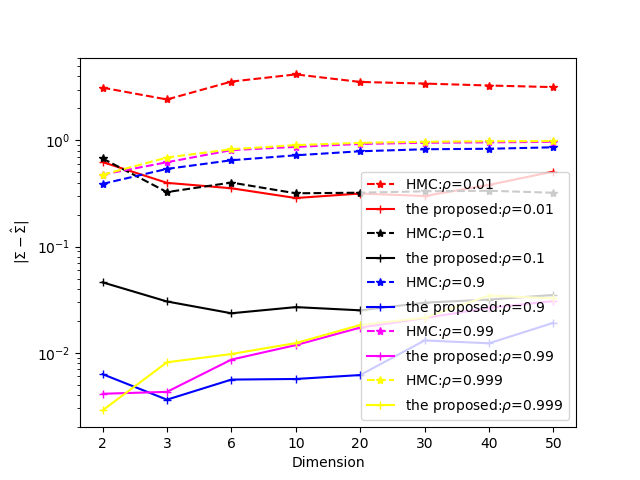 10⁰
10⁻¹
10⁻²
|Σ − Σ̂|
HMC:ρ=0.01
the proposed:ρ=0.01
HMC:ρ=0.1
the proposed:ρ=0.1
HMC:ρ=0.9
the proposed:ρ=0.9
HMC:ρ=0.99
the proposed:ρ=0.99
HMC:ρ=0.999
the proposed:ρ=0.999
2 3 6 10 20 30 40 50
Dimension